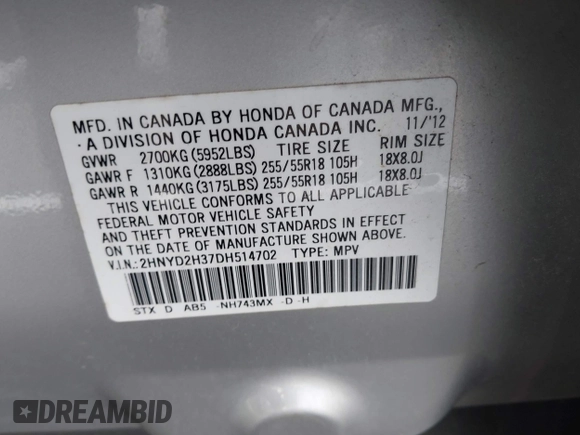 MFD. IN CANADA BY HONDA OF CANADA MFG.,
A DIVISION OF HONDA CANADA INC. 11/'12
GVWR 2700KG(5952LBS) TIRE SIZE RIM SIZE
GAWR F 1310KG(2888LBS) 255/55R18 105H 18X8.0J
GAWR R 1440KG(3175LBS) 255/55R18 105H 18X8.0J
THIS VEHICLE CONFORMS TO ALL APPLICABLE
FEDERAL MOTOR VEHICLE SAFETY
AND THEFT PREVENTION STANDARDS IN EFFECT
ON THE DATE OF MANUFACTURE SHOWN ABOVE.
V.I.N.: 2HNYD2H37DH514702 TYPE: MPV
STX D AB5 -NH743MX -D -H
DREAMBID